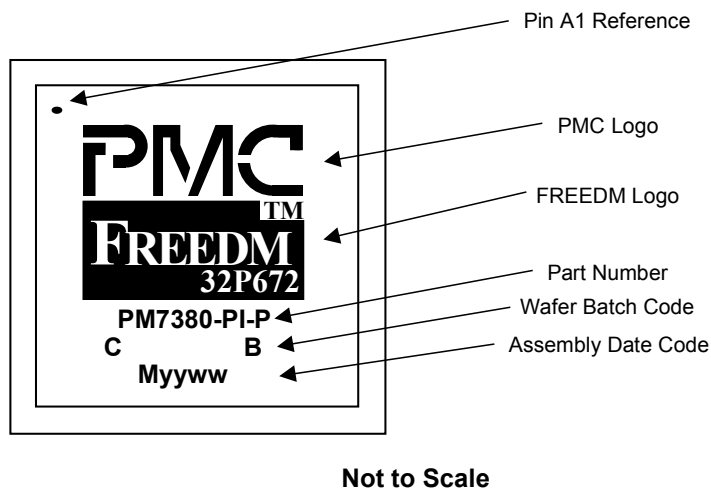 Pin A1 Reference
PMC
PMC Logo
TM
FREEDM
FREEDM Logo
32P672
Part Number
PM7380-PI-P
Wafer Batch Code
C B
Assembly Date Code
Myyww
Not to Scale